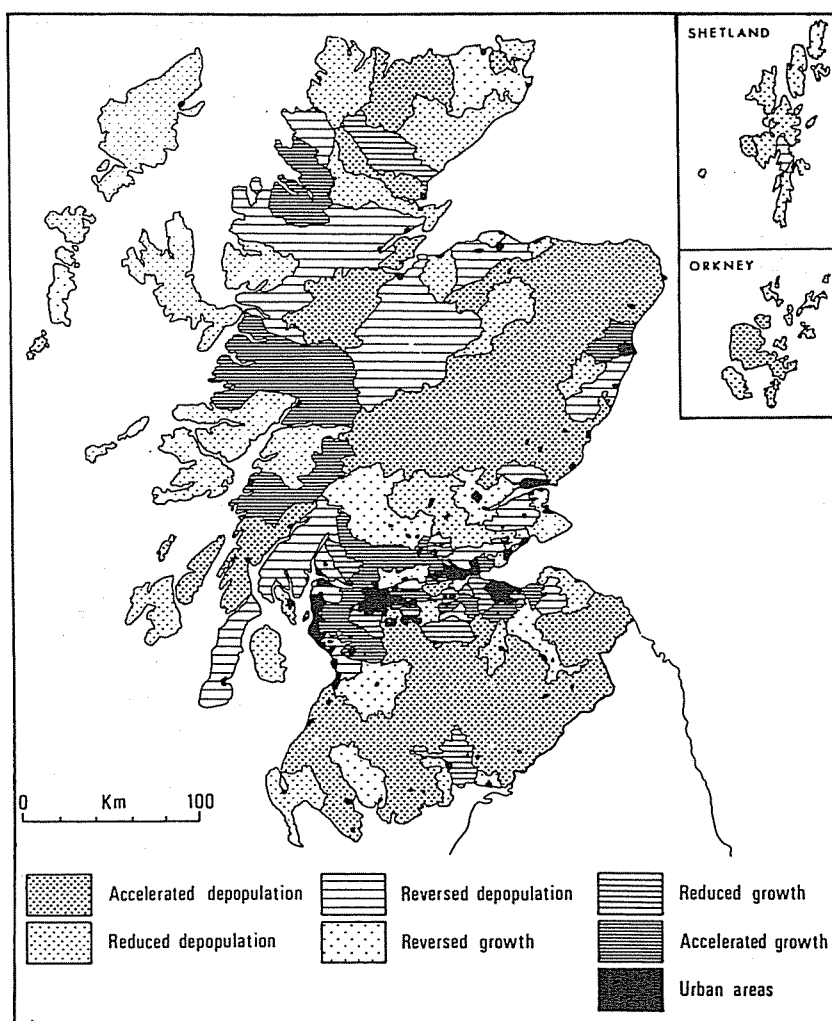 SHETLAND
ORKNEY
0 Km 100
Accelerated depopulation
Reversed depopulation
Reduced growth
Reduced depopulation
Reversed growth
Accelerated growth
Urban areas